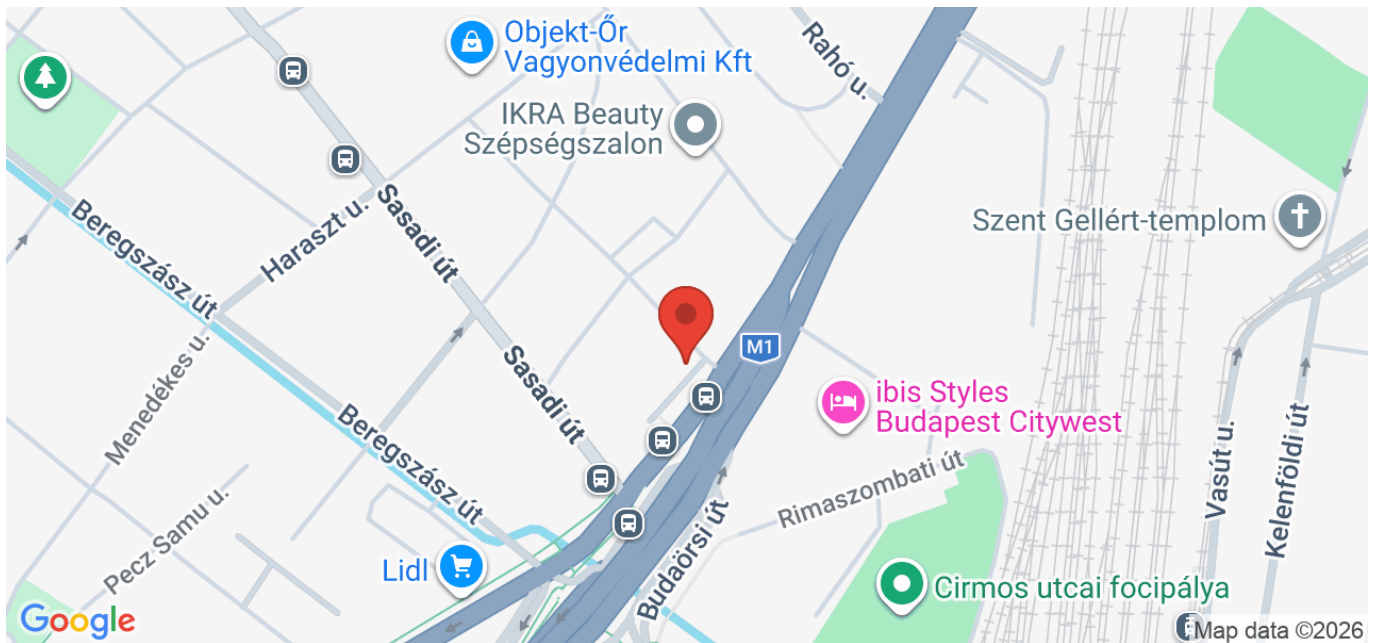 Objekt-Őr
Vagyonvédelmi Kft
Rahó u.
IKRA Beauty
Szépségszalon
Sasadi út
Haraszt u.
Beregszász út
Szent Gellért-templom
M1
Menedékes u.
Sasadi út
ibis Styles
Budapest Citywest
Beregszász út
Rimaszombati út
Vasút u.
Kelenföldi út
Pecz Samu u.
Budaörsi út
Lidl
Cirmos utcai focipálya
Google
Map data ©2026